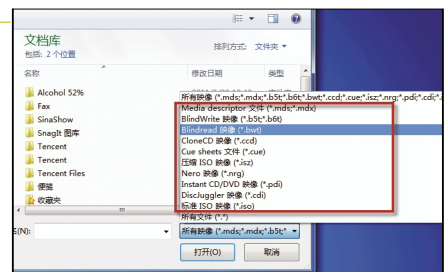 文档库
包括: 2 个位置
排列方式: 文件夹 ▼
名称 修改日期 类型
Alcohol 52%
Fax
SinaShow
SnagIt 图库
Tencent
Tencent
Tencent Files
便笺
收藏夹
所有映像 (*.mds;*.mdx;*.b5t;*.b6t;*.bwt;*.ccd;*.cue;*.isz;*.nrg;*.pdi;*.cdi;*.i
Media descriptor 文件 (*.mds;*.mdx)
BlindWrite 映像 (*.b5t;*.b6t)
Blindread 映像 (*.bwt)
CloneCD 映像 (*.ccd)
Cue sheets 文件 (*.cue)
压缩 ISO 映像 (*.isz)
Nero 映像 (*.nrg)
Instant CD/DVD 映像 (*.pdi)
DiscJuggler 映像 (*.cdi)
标准 ISO 映像 (*.iso)
所有文件 (*.*)
(N):
所有映像 (*.mds;*.mdx;*.b5t;*
打开(O) 取消